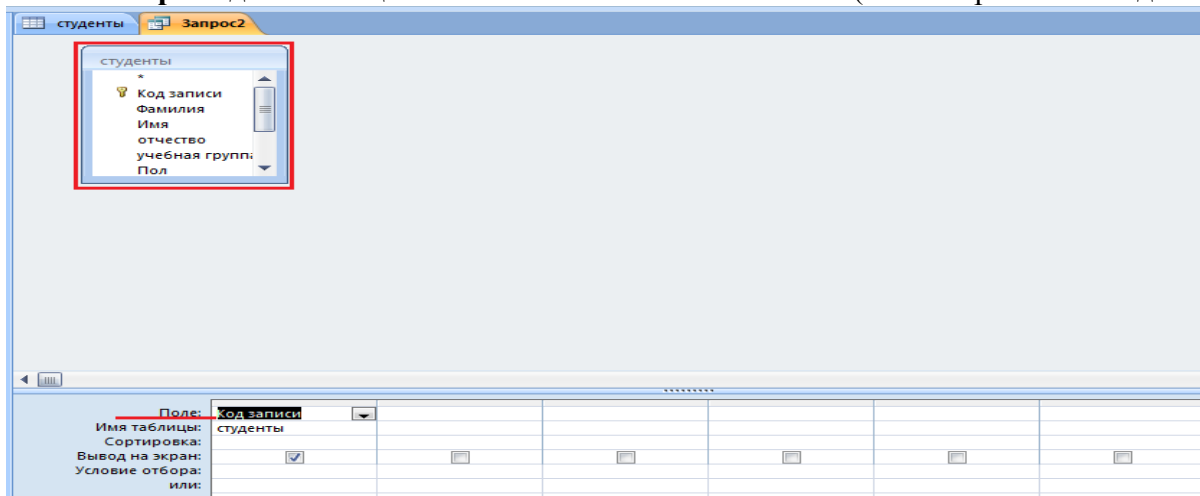 студенты Запрос2
студенты
*
Код записи
Фамилия
Имя
отчество
учебная группа
Пол
Поле: Код записи
Имя таблицы: студенты
Сортировка:
Вывод на экран:
Условие отбора:
или: